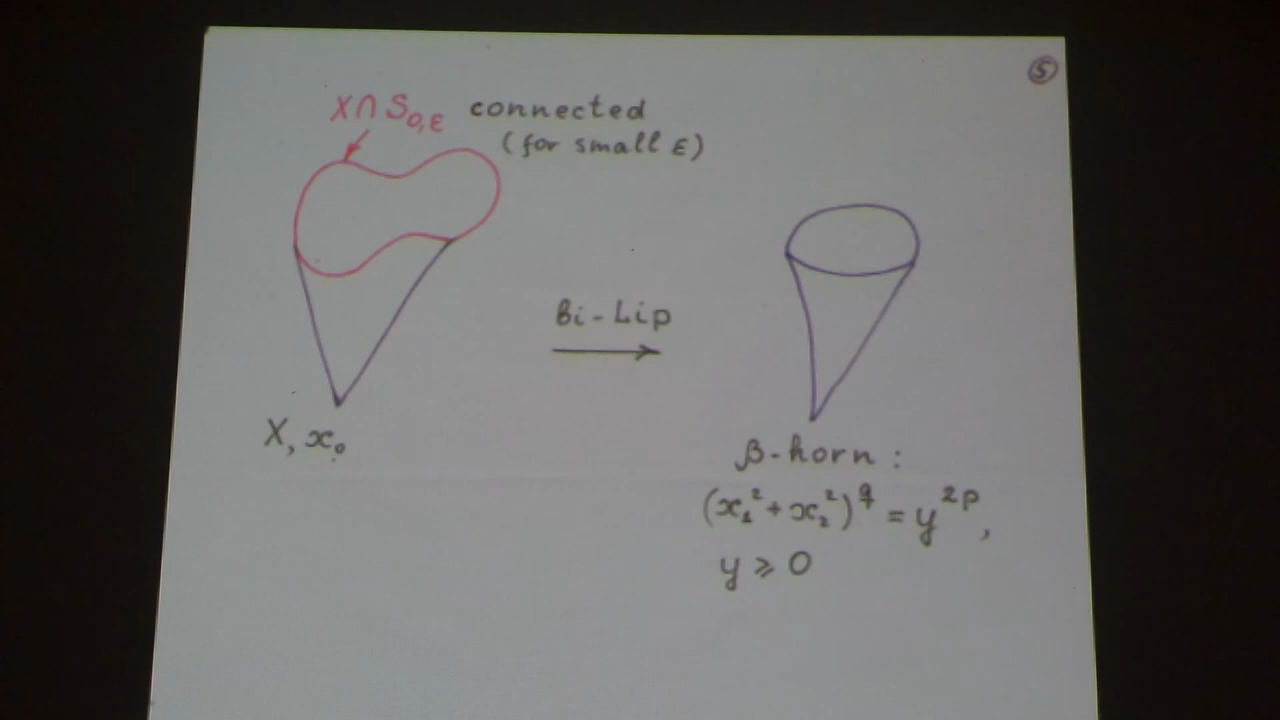 5
X∩S₀,ε connected
(for small ε)
Bi-Lip
X, x₀
β-horn:
(x₁²+x₂²)^q = y^2p,
y ⩾ 0